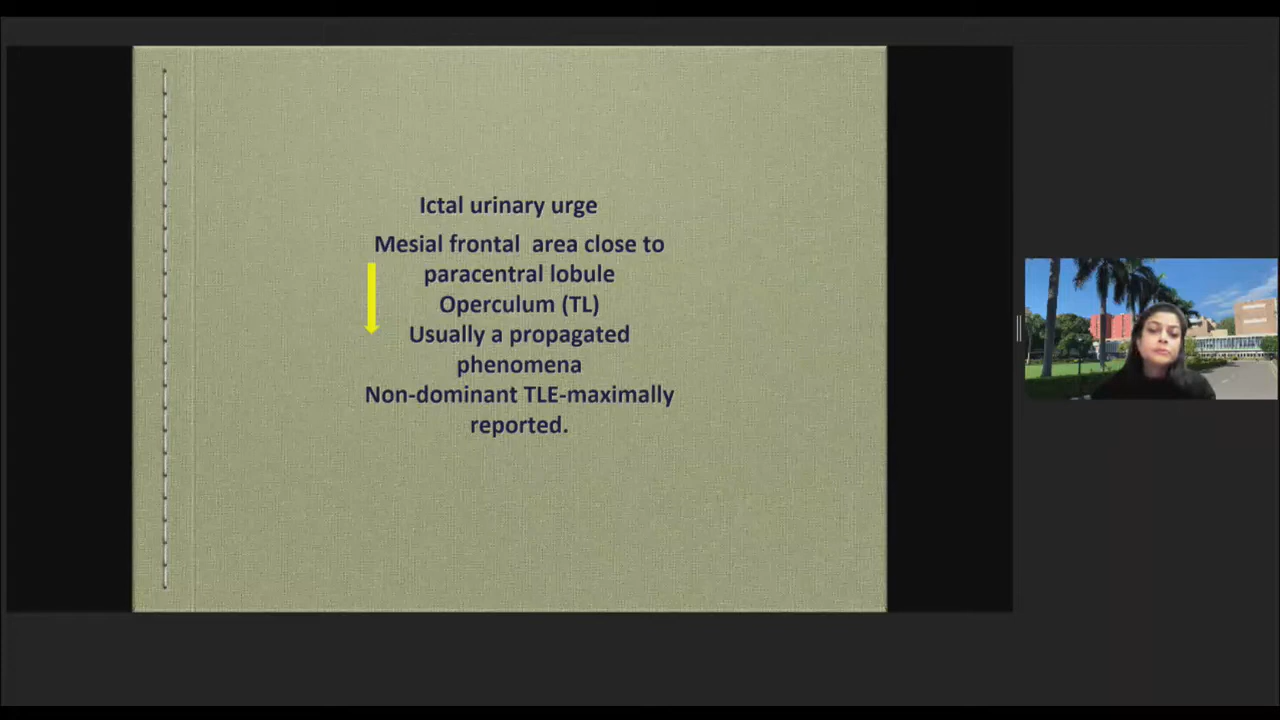 Ictal urinary urge
Mesial frontal area close to
paracentral lobule
Operculum (TL)
Usually a propagated
phenomena
Non-dominant TLE-maximally
reported.